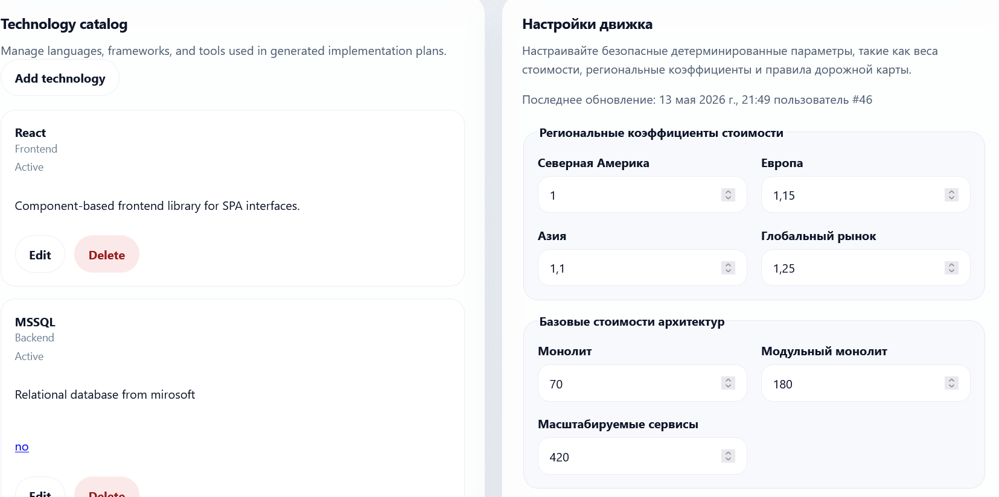 Technology catalog
Manage languages, frameworks, and tools used in generated implementation plans.
Add technology
React
Frontend
Active
Component-based frontend library for SPA interfaces.
Edit
Delete
MSSQL
Backend
Active
Relational database from mirosoft
no
Edit
Delete
Настройки движка
Настраивайте безопасные детерминированные параметры, такие как веса
стоимости, региональные коэффициенты и правила дорожной карты.
Последнее обновление: 13 мая 2026 г., 21:49 пользователь #46
Региональные коэффициенты стоимости
Северная Америка
1
Европа
1,15
Азия
1,1
Глобальный рынок
1,25
Базовые стоимости архитектур
Монолит
70
Модульный монолит
180
Масштабируемые сервисы
420